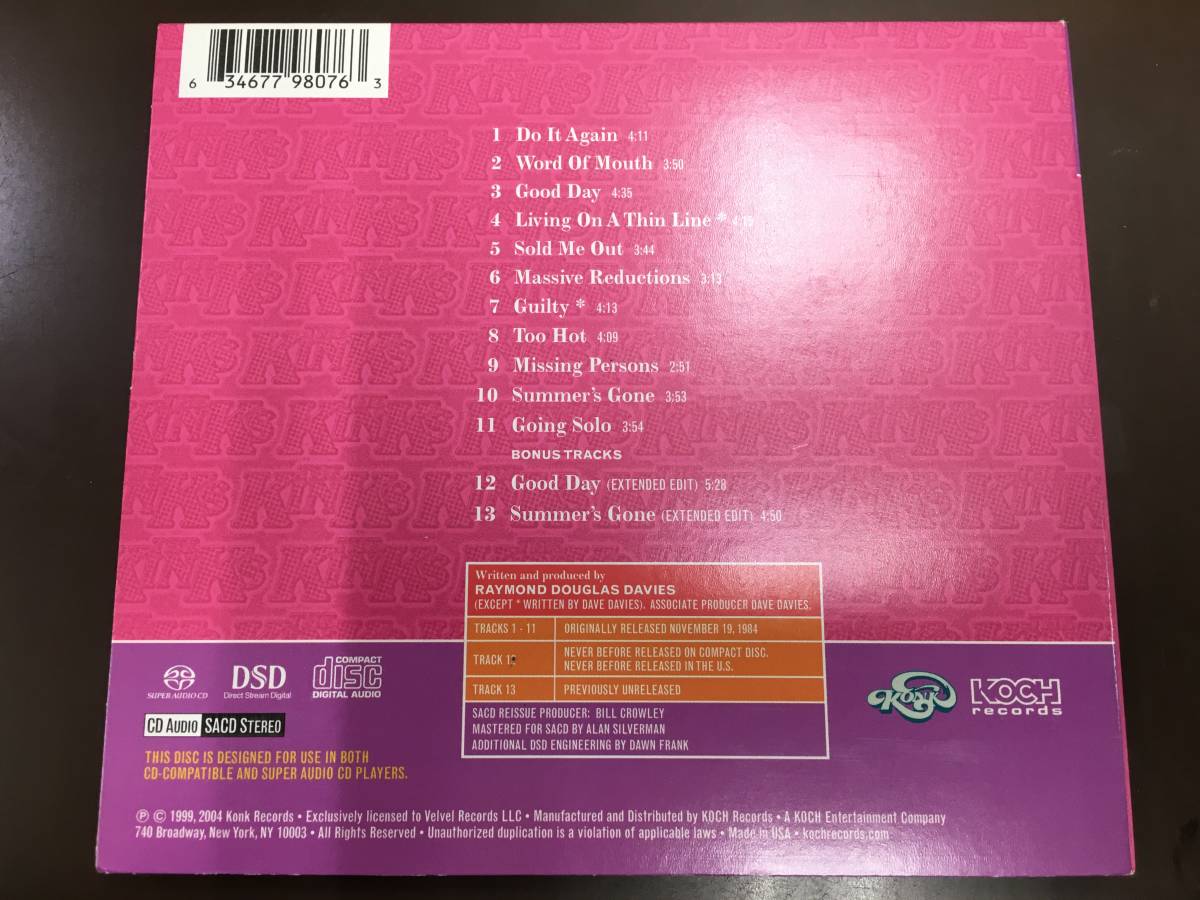 6 34677 98076 3
1 Do It Again 4:11
2 Word Of Mouth 3:50
3 Good Day 4:35
4 Living On A Thin Line *
5 Sold Me Out 3:44
6 Massive Reductions 3:13
7 Guilty * 4:13
8 Too Hot 4:09
9 Missing Persons 2:51
10 Summer's Gone 3:53
11 Going Solo 3:54
BONUS TRACKS
12 Good Day (EXTENDED EDIT) 5:28
13 Summer's Gone (EXTENDED EDIT) 4:50
Written and produced by
RAYMOND DOUGLAS DAVIES
(EXCEPT * WRITTEN BY DAVE DAVIES). ASSOCIATE PRODUCER DAVE DAVIES.
TRACKS 1 - 11 ORIGINALLY RELEASED NOVEMBER 19, 1984
TRACK NEVER BEFORE RELEASED ON COMPACT DISC.
NEVER BEFORE RELEASED IN THE U.S.
TRACK 13 PREVIOUSLY UNRELEASED
SACD REISSUE PRODUCER: BILL CROWLEY
MASTERED FOR SACD BY ALAN SILVERMAN
ADDITIONAL DSD ENGINEERING BY DAWN FRANK
SUPER AUDIO CD
DSD
Direct Stream Digital
COMPACT
disc
DIGITAL AUDIO
CD AUDIO SACD STEREO
THIS DISC IS DESIGNED FOR USE IN BOTH
CD-COMPATIBLE AND SUPER AUDIO CD PLAYERS.
KONK
KOCH
records
℗ © 1999, 2004 Konk Records • Exclusively licensed to Velvel Records LLC • Manufactured and Distributed by KOCH Records • A KOCH Entertainment Company
740 Broadway, New York, NY 10003 • All Rights Reserved • Unauthorized duplication is a violation of applicable laws • Made in USA • kochrecords.com